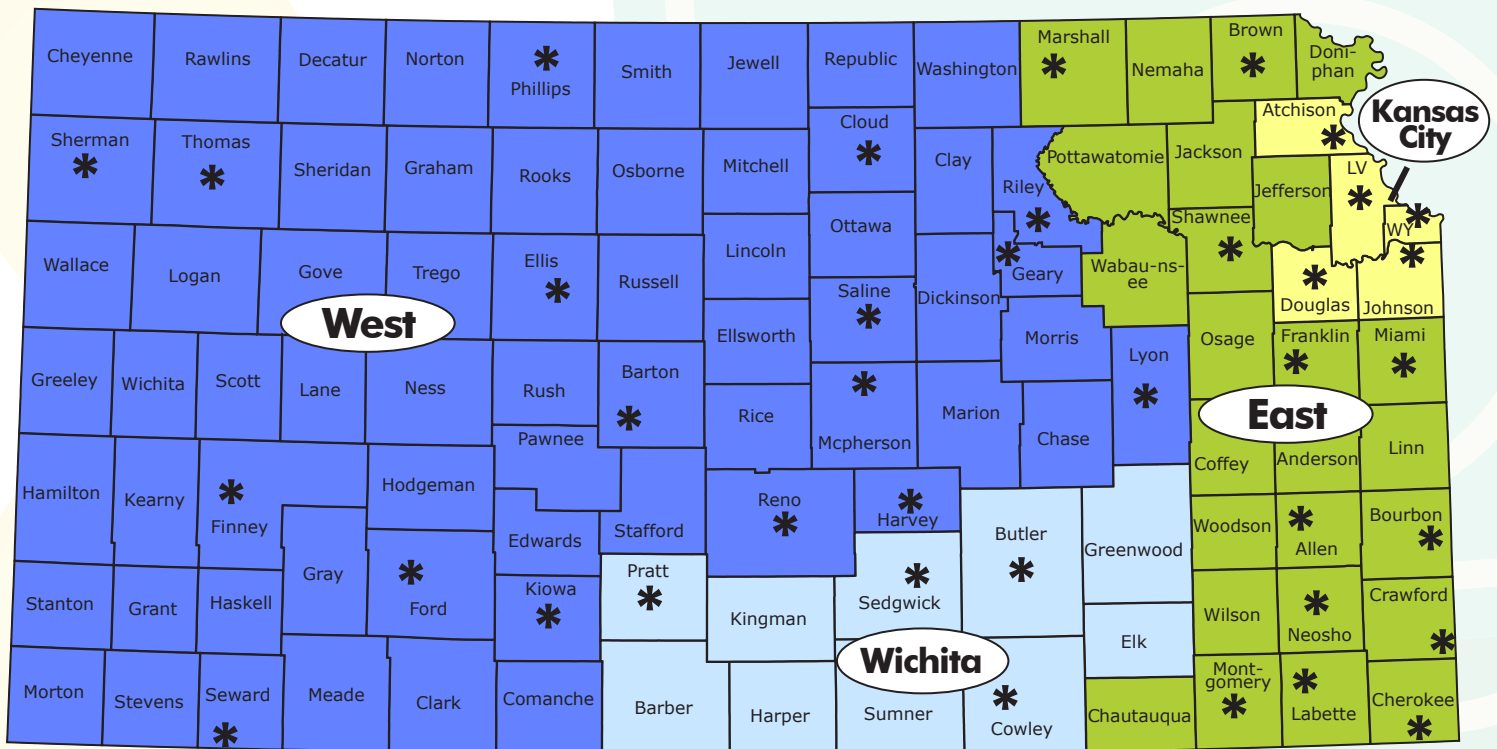 Cheyenne
Rawlins
Decatur
Norton
*
Phillips
Smith
Jewell
Republic
Washington
Marshall
*
Nemaha
Brown
*
Doni-
phan
Sherman
*
Thomas
*
Sheridan
Graham
Rooks
Osborne
Mitchell
Cloud
*
Clay
Riley
*
Pottawatomie
Jackson
Atchison
*
Kansas
City
Jefferson
LV
*
WY
*
Wallace
Logan
Gove
Trego
Ellis
*
Russell
Lincoln
Ottawa
Dickinson
*
Geary
Wabau-ns-
ee
Shawnee
*
*
Douglas
*
Johnson
West
Ellsworth
Saline
*
Morris
Lyon
*
Osage
Franklin
*
Miami
*
Greeley
Wichita
Scott
Lane
Ness
Rush
Barton
*
Rice
*
Mcpherson
Marion
Chase
East
Coffey
Anderson
Linn
Hamilton
Kearny
*
Finney
Hodgeman
Pawnee
Edwards
Stafford
Reno
*
*
Harvey
Butler
*
Greenwood
Woodson
*
Allen
Bourbon
*
Stanton
Grant
Haskell
Gray
*
Ford
Kiowa
*
Pratt
*
Kingman
*
Sedgwick
Elk
Wilson
*
Neosho
Crawford
*
Morton
Stevens
Seward
*
Meade
Clark
Comanche
Barber
Harper
Wichita
Sumner
*
Cowley
Chautauqua
Mont-
gomery
*
*
Labette
Cherokee
*